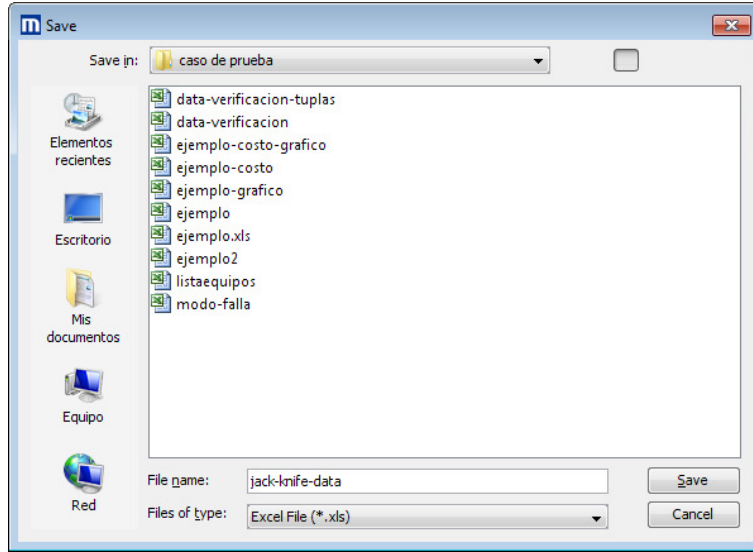 m Save
Save in: caso de prueba
Elementos
recientes
Escritorio
Mis
documentos
Equipo
Red
data-verificacion-tuplas
data-verificacion
ejemplo-costo-grafico
ejemplo-costo
ejemplo-grafico
ejemplo
ejemplo.xls
ejemplo2
listaequipos
modo-falla
File name: jack-knife-data Save
Files of type: Excel File (*.xls) Cancel